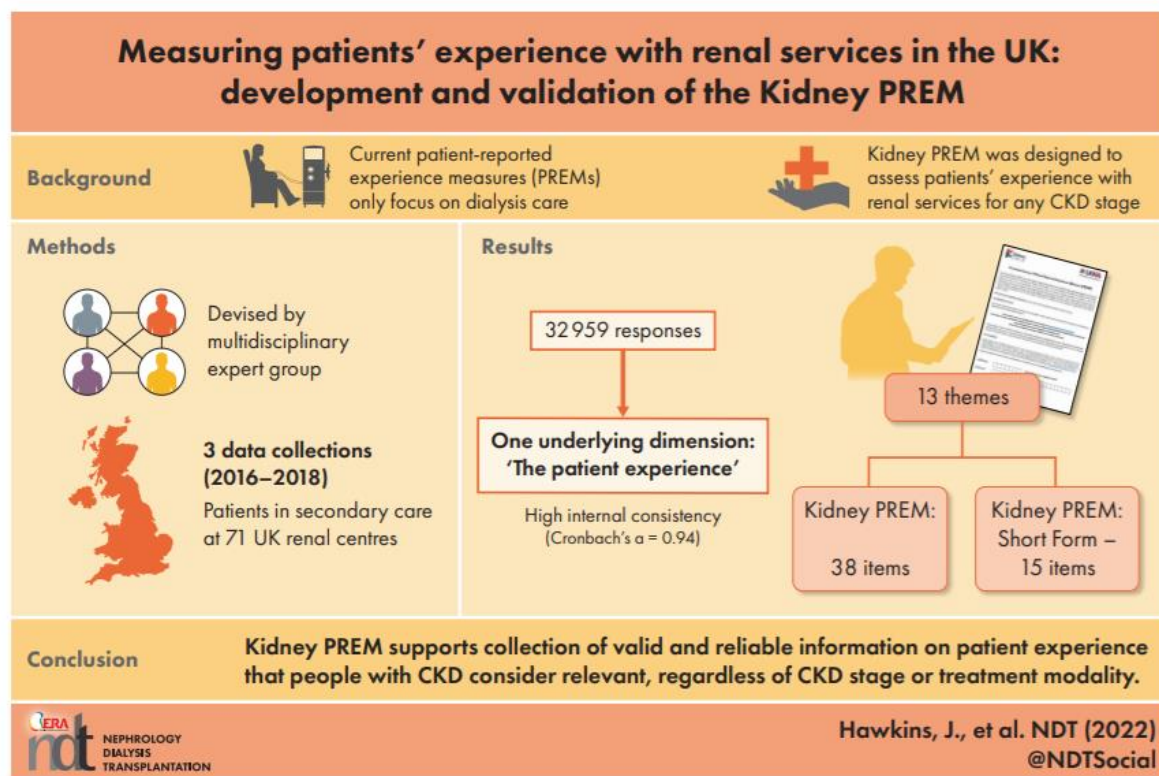 Measuring patients’ experience with renal services in the UK:
development and validation of the Kidney PREM
Background
Current patient-reported
experience measures (PREMs)
only focus on dialysis care
Kidney PREM was designed to
assess patients’ experience with
renal services for any CKD stage
Methods
Devised by
multidisciplinary
expert group
3 data collections
(2016–2018)
Patients in secondary care
at 71 UK renal centres
Results
32 959 responses
One underlying dimension:
‘The patient experience’
High internal consistency
(Cronbach’s a = 0.94)
13 themes
Kidney PREM:
38 items
Kidney PREM:
Short Form –
15 items
Conclusion
Kidney PREM supports collection of valid and reliable information on patient experience
that people with CKD consider relevant, regardless of CKD stage or treatment modality.
ERA
ndt
NEPHROLOGY
DIALYSIS
TRANSPLANTATION
Hawkins, J., et al. NDT (2022)
@NDTSocial